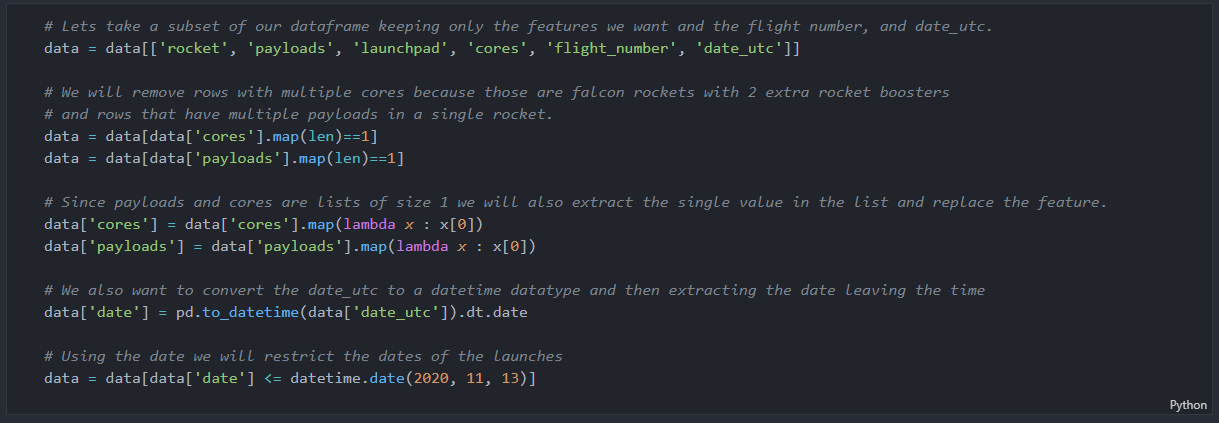 # Lets take a subset of our dataframe keeping only the features we want and the flight number, and date_utc.
data = data[['rocket', 'payloads', 'launchpad', 'cores', 'flight_number', 'date_utc']]
# We will remove rows with multiple cores because those are falcon rockets with 2 extra rocket boosters
# and rows that have multiple payloads in a single rocket.
data = data[data['cores'].map(len)==1]
data = data[data['payloads'].map(len)==1]
# Since payloads and cores are lists of size 1 we will also extract the single value in the list and replace the feature.
data['cores'] = data['cores'].map(lambda x : x[0])
data['payloads'] = data['payloads'].map(lambda x : x[0])
# We also want to convert the date_utc to a datetime datatype and then extracting the date leaving the time
data['date'] = pd.to_datetime(data['date_utc']).dt.date
# Using the date we will restrict the dates of the launches
data = data[data['date'] <= datetime.date(2020, 11, 13)]
Python